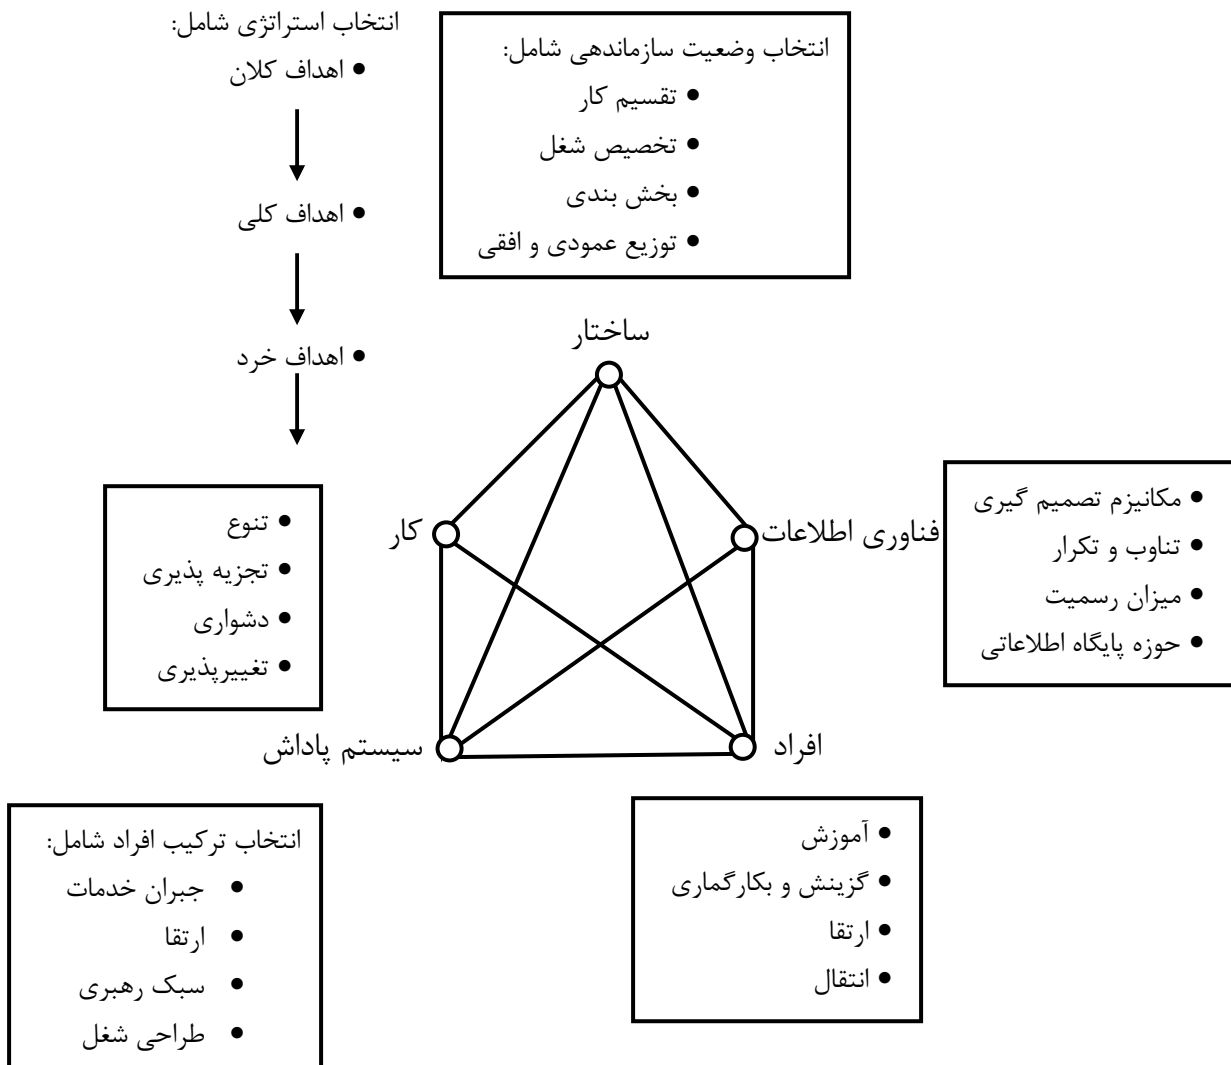 انتخاب استراتژی شامل:
• اهداف کلان
• اهداف کلی
• اهداف خرد
انتخاب وضعیت سازماندهی شامل:
• تقسیم کار
• تخصیص شغل
• بخش بندی
• توزیع عمودی و افقی
ساختار
فناوری اطلاعات
کار
افراد
سیستم پاداش
• مکانیزم تصمیم گیری
• تناوب و تکرار
• میزان رسمیت
• حوزه پایگاه اطلاعاتی
• تنوع
• تجزیه پذیری
• دشواری
• تغییرپذیری
• آموزش
• گزینش و بکارگماری
• ارتقا
• انتقال
انتخاب ترکیب افراد شامل:
• جبران خدمات
• ارتقا
• سبک رهبری
• طراحی شغل